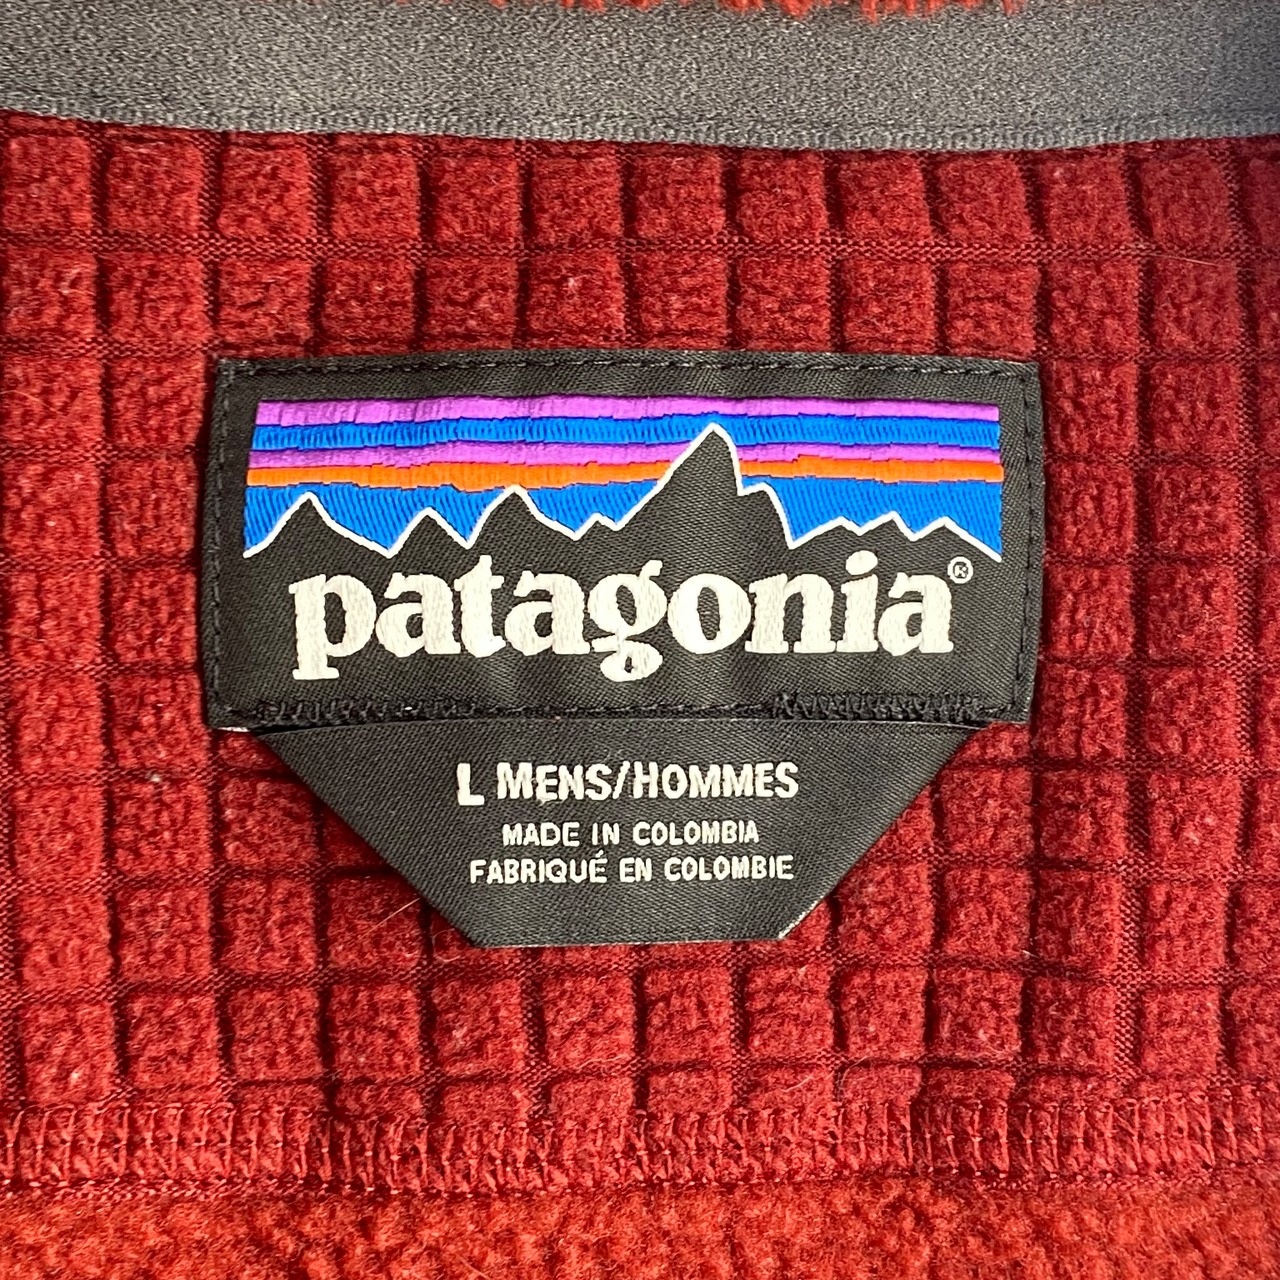 patagonia®
L MENS/HOMMES
MADE IN COLOMBIA
FABRIQUÉ EN COLOMBIE